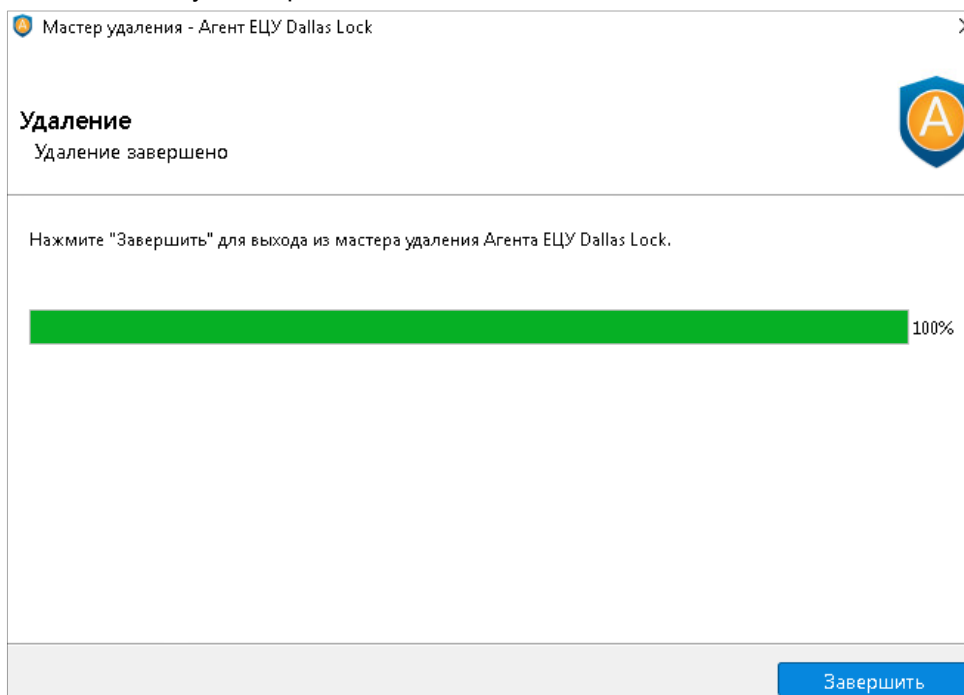 Мастер удаления - Агент ЕЦУ Dallas Lock
A
Удаление
Удаление завершено
Нажмите "Завершить" для выхода из мастера удаления Агента ЕЦУ Dallas Lock.
100%
Завершить